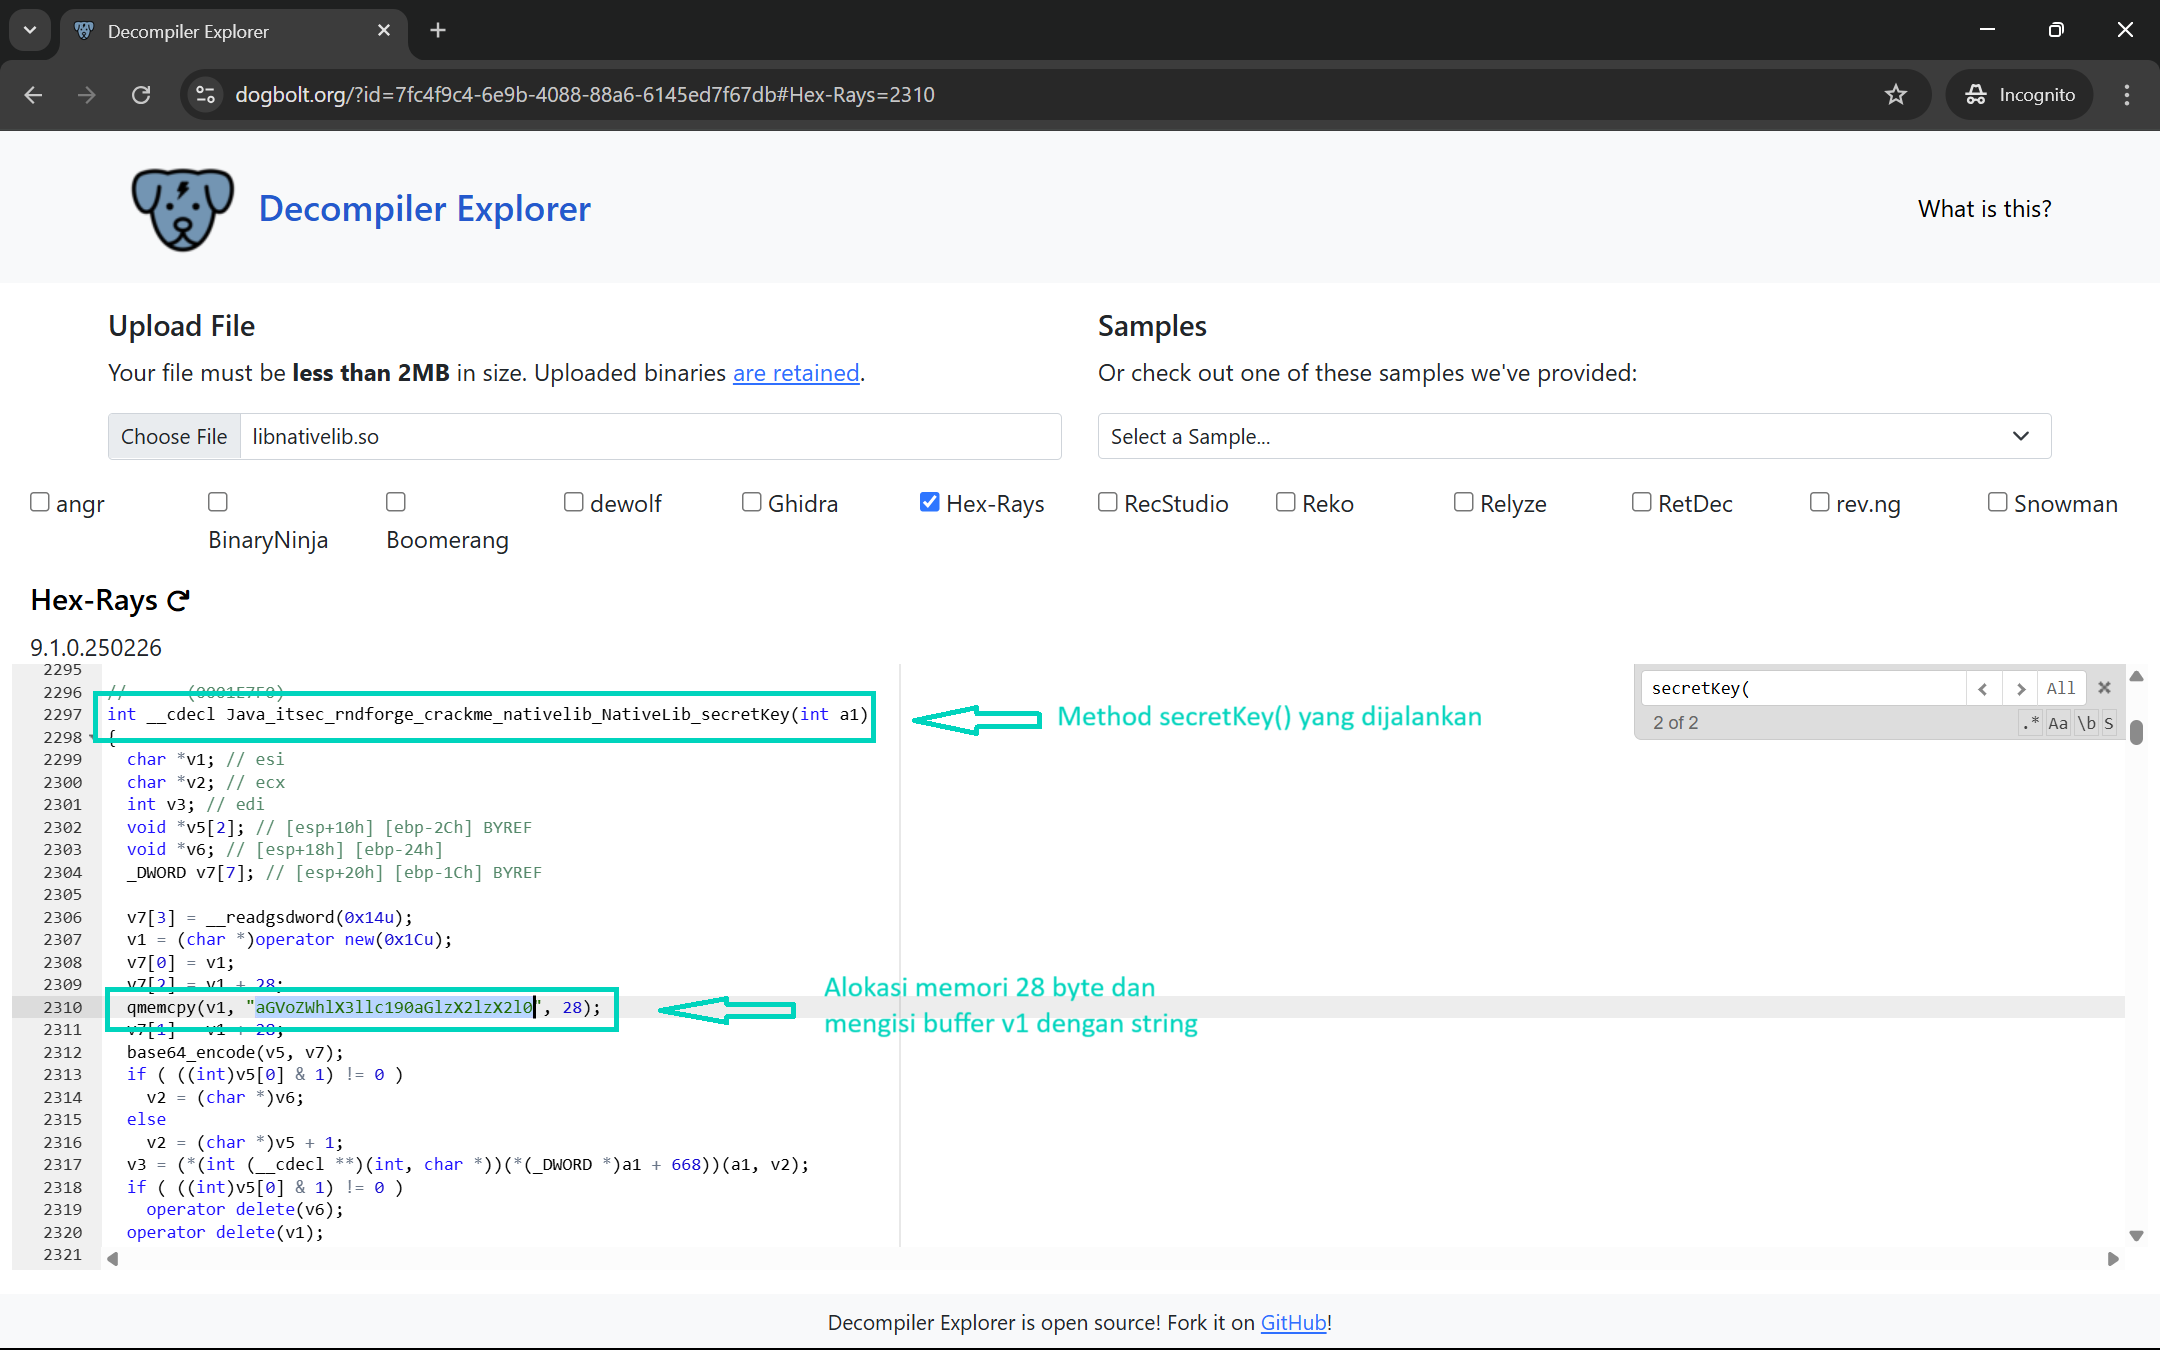 Decompiler Explorer
dogbolt.org/?id=7fc4f9c4-6e9b-4088-88a6-6145ed7f67db#Hex-Rays=2310
Incognito
Decompiler Explorer
What is this?
Upload File
Your file must be less than 2MB in size. Uploaded binaries are retained.
Choose File libnativelib.so
Samples
Or check out one of these samples we've provided:
Select a Sample...
angr
BinaryNinja
Boomerang
dewolf
Ghidra
Hex-Rays
RecStudio
Reko
Relyze
RetDec
rev.ng
Snowman
Hex-Rays
9.1.0.250226
secretKey(
All
2 of 2
.* Aa \b S
2295
2296 // (0001E7F0)
2297 int __cdecl Java_itsec_rndforge_crackme_nativelib_NativeLib_secretKey(int a1)
Method secretKey() yang dijalankan
2298 {
2299 char *v1; // esi
2300 char *v2; // ecx
2301 int v3; // edi
2302 void *v5[2]; // [esp+10h] [ebp-2Ch] BYREF
2303 void *v6; // [esp+18h] [ebp-24h]
2304 _DWORD v7[7]; // [esp+20h] [ebp-1Ch] BYREF
2305
2306 v7[3] = __readgsdword(0x14u);
2307 v1 = (char *)operator new(0x1Cu);
2308 v7[0] = v1;
2309 v7[2] = v1 + 28;
2310 qmemcpy(v1, "aGVoZWhlX3llc190aGlzX2lzX2l0", 28);
Alokasi memori 28 byte dan
mengisi buffer v1 dengan string
2311 v7[1] = v1 + 28;
2312 base64_encode(v5, v7);
2313 if ( ((int)v5[0] & 1) != 0 )
2314 v2 = (char *)v6;
2315 else
2316 v2 = (char *)v5 + 1;
2317 v3 = (*(int (__cdecl **)(int, char *))(*(_DWORD *)a1 + 668))(a1, v2);
2318 if ( ((int)v5[0] & 1) != 0 )
2319 operator delete(v6);
2320 operator delete(v1);
2321
Decompiler Explorer is open source! Fork it on GitHub!